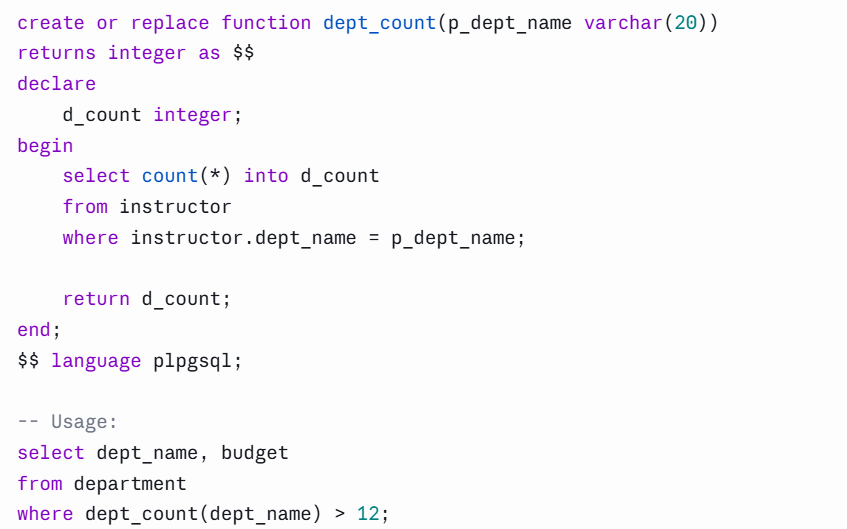 create or replace function dept_count(p_dept_name varchar(20))
returns integer as $$
declare
    d_count integer;
begin
    select count(*) into d_count
    from instructor
    where instructor.dept_name = p_dept_name;

    return d_count;
end;
$$ language plpgsql;

-- Usage:
select dept_name, budget
from department
where dept_count(dept_name) > 12;